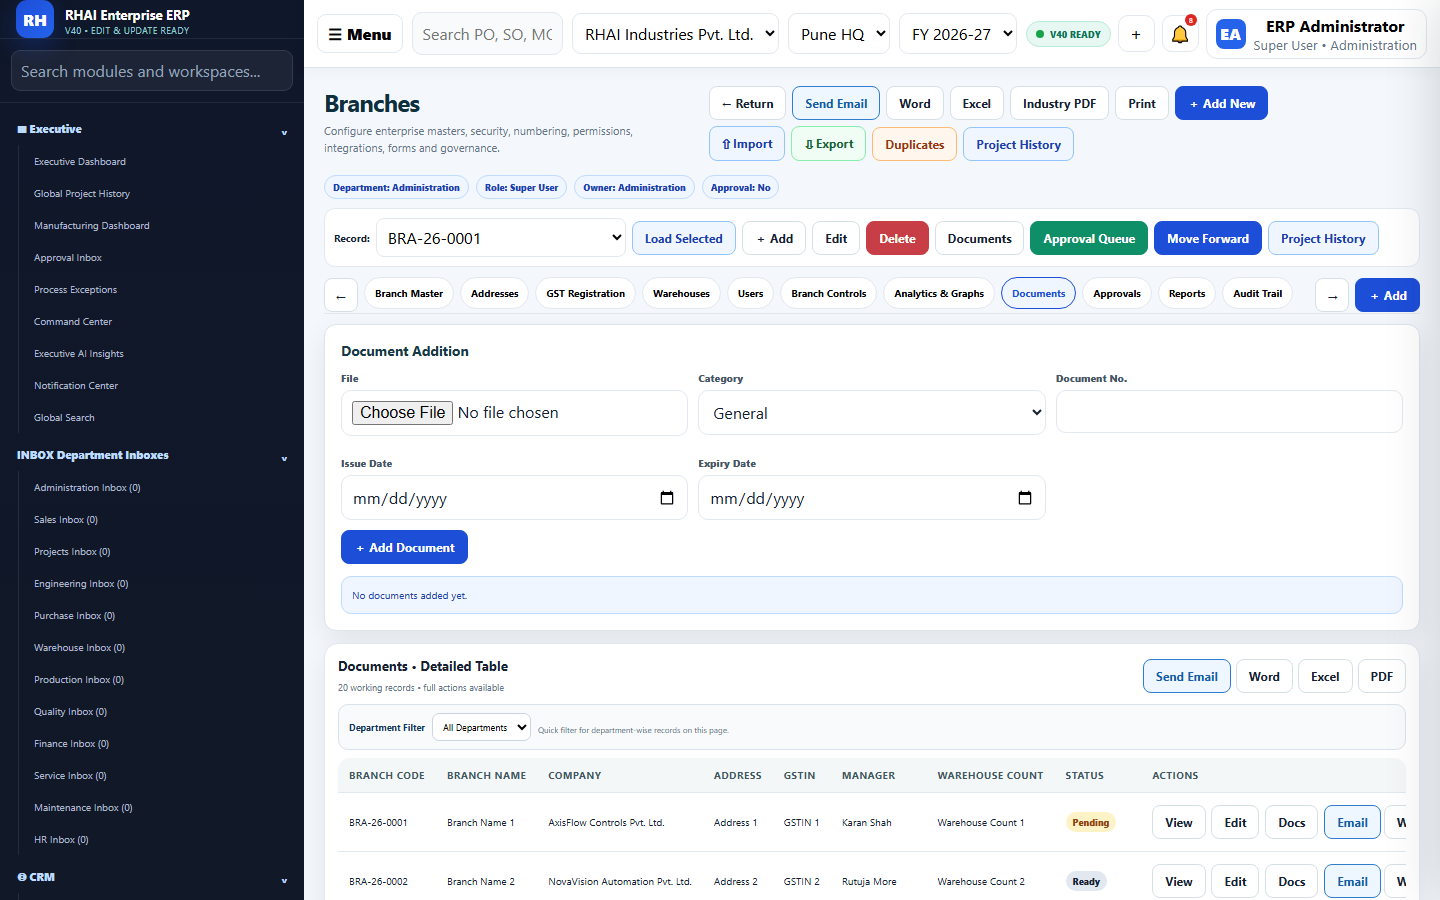 RH
RHAI Enterprise ERP
V40 • EDIT & UPDATE READY
Search modules and workspaces...
Executive
Executive Dashboard
Global Project History
Manufacturing Dashboard
Approval Inbox
Process Exceptions
Command Center
Executive AI Insights
Notification Center
Global Search
INBOX Department Inboxes
Administration Inbox (0)
Sales Inbox (0)
Projects Inbox (0)
Engineering Inbox (0)
Purchase Inbox (0)
Warehouse Inbox (0)
Production Inbox (0)
Quality Inbox (0)
Finance Inbox (0)
Service Inbox (0)
Maintenance Inbox (0)
HR Inbox (0)
CRM
☰ Menu
Search PO, SO, MO
RHAI Industries Pvt. Ltd.
Pune HQ
FY 2026-27
V40 READY
+
8
EA
ERP Administrator
Super User • Administration
Branches
Configure enterprise masters, security, numbering, permissions,
integrations, forms and governance.
← Return
Send Email
Word
Excel
Industry PDF
Print
+ Add New
⇧ Import
⇩ Export
Duplicates
Project History
Department: Administration
Role: Super User
Owner: Administration
Approval: No
Record:
BRA-26-0001
Load Selected
+ Add
Edit
Delete
Documents
Approval Queue
Move Forward
Project History
←
Branch Master
Addresses
GST Registration
Warehouses
Users
Branch Controls
Analytics & Graphs
Documents
Approvals
Reports
Audit Trail
→
+ Add
Document Addition
File
Category
Document No.
Choose File No file chosen
General
Issue Date
Expiry Date
mm/dd/yyyy
mm/dd/yyyy
+ Add Document
No documents added yet.
Documents • Detailed Table
20 working records • full actions available
Send Email
Word
Excel
PDF
Department Filter
All Departments
Quick filter for department-wise records on this page.
BRANCH CODE BRANCH NAME COMPANY ADDRESS GSTIN MANAGER WAREHOUSE COUNT STATUS ACTIONS
BRA-26-0001 Branch Name 1 AxisFlow Controls Pvt. Ltd. Address 1 GSTIN 1 Karan Shah Warehouse Count 1 Pending View Edit Docs Email W
BRA-26-0002 Branch Name 2 NovaVision Automation Pvt. Ltd. Address 2 GSTIN 2 Rutuja More Warehouse Count 2 Ready View Edit Docs Email W